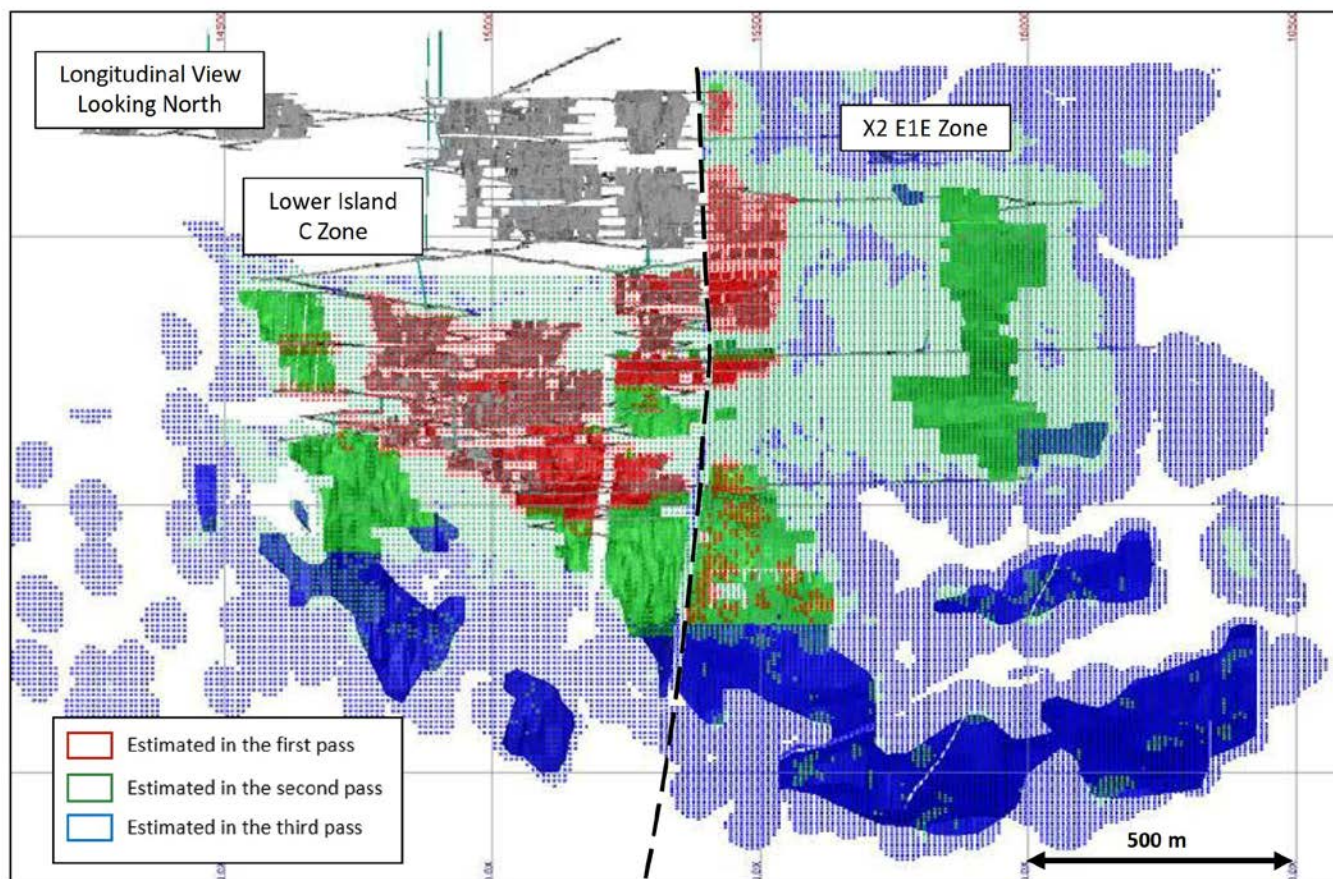 Longitudinal View
Looking North
X2 E1E Zone
Lower Island
C Zone
Estimated in the first pass
Estimated in the second pass
Estimated in the third pass
500 m